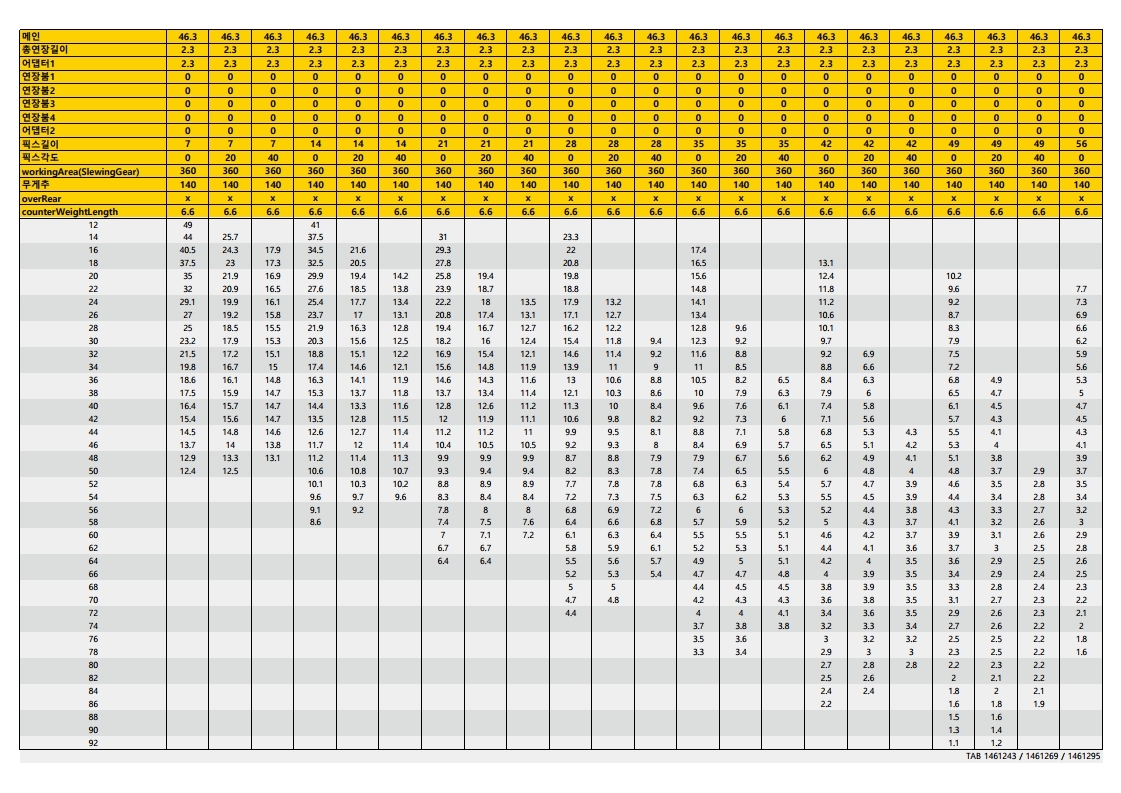 메인 46.3 46.3 46.3 46.3 46.3 46.3 46.3 46.3 46.3 46.3 46.3 46.3 46.3 46.3 46.3 46.3 46.3 46.3 46.3 46.3 46.3 46.3
총연장길이 2.3 2.3 2.3 2.3 2.3 2.3 2.3 2.3 2.3 2.3 2.3 2.3 2.3 2.3 2.3 2.3 2.3 2.3 2.3 2.3 2.3 2.3
어댑터1 2.3 2.3 2.3 2.3 2.3 2.3 2.3 2.3 2.3 2.3 2.3 2.3 2.3 2.3 2.3 2.3 2.3 2.3 2.3 2.3 2.3 2.3
연장붐1 0 0 0 0 0 0 0 0 0 0 0 0 0 0 0 0 0 0 0 0 0 0
연장붐2 0 0 0 0 0 0 0 0 0 0 0 0 0 0 0 0 0 0 0 0 0 0
연장붐3 0 0 0 0 0 0 0 0 0 0 0 0 0 0 0 0 0 0 0 0 0 0
연장붐4 0 0 0 0 0 0 0 0 0 0 0 0 0 0 0 0 0 0 0 0 0 0
어댑터2 0 0 0 0 0 0 0 0 0 0 0 0 0 0 0 0 0 0 0 0 0 0
픽스길이 7 7 7 14 14 14 21 21 21 28 28 28 35 35 35 42 42 42 49 49 49 56
픽스각도 0 20 40 0 20 40 0 20 40 0 20 40 0 20 40 0 20 40 0 20 40 0
workingArea(SlewingGear) 360 360 360 360 360 360 360 360 360 360 360 360 360 360 360 360 360 360 360 360 360 360
무게추 140 140 140 140 140 140 140 140 140 140 140 140 140 140 140 140 140 140 140 140 140 140
overRear x x x x x x x x x x x x x x x x x x x x x x
counterWeightLength 6.6 6.6 6.6 6.6 6.6 6.6 6.6 6.6 6.6 6.6 6.6 6.6 6.6 6.6 6.6 6.6 6.6 6.6 6.6 6.6 6.6 6.6
12 49 41
14 44 25.7 37.5 31 23.3
16 40.5 24.3 17.9 34.5 21.6 29.3 22 17.4
18 37.5 23 17.3 32.5 20.5 27.8 20.8 16.5 13.1
20 35 21.9 16.9 29.9 19.4 14.2 25.8 19.4 19.8 15.6 12.4 10.2
22 32 20.9 16.5 27.6 18.5 13.8 23.9 18.7 18.8 14.8 11.8 9.6 7.7
24 29.1 19.9 16.1 25.4 17.7 13.4 22.2 18 13.5 17.9 13.2 14.1 11.2 9.2 7.3
26 27 19.2 15.8 23.7 17 13.1 20.8 17.4 13.1 17.1 12.7 13.4 10.6 8.7 6.9
28 25 18.5 15.5 21.9 16.3 12.8 19.4 16.7 12.7 16.2 12.2 12.8 9.6 10.1 8.3 6.6
30 23.2 17.9 15.3 20.3 15.6 12.5 18.2 16 12.4 15.4 11.8 9.4 12.3 9.2 9.7 7.9 6.2
32 21.5 17.2 15.1 18.8 15.1 12.2 16.9 15.4 12.1 14.6 11.4 9.2 11.6 8.8 9.2 6.9 7.5 5.9
34 19.8 16.7 15 17.4 14.6 12.1 15.6 14.8 11.9 13.9 11 9 11 8.5 8.8 6.6 7.2 5.6
36 18.6 16.1 14.8 16.3 14.1 11.9 14.6 14.3 11.6 13 10.6 8.8 10.5 8.2 6.5 8.4 6.3 6.8 4.9 5.3
38 17.5 15.9 14.7 15.3 13.7 11.8 13.7 13.4 11.4 12.1 10.3 8.6 10 7.9 6.3 7.9 6 6.5 4.7 5
40 16.4 15.7 14.7 14.4 13.3 11.6 12.8 12.6 11.2 11.3 10 8.4 9.6 7.6 6.1 7.4 5.8 6.1 4.5 4.7
42 15.4 15.6 14.7 13.5 12.8 11.5 12 11.9 11.1 10.6 9.8 8.2 9.2 7.3 6 7.1 5.6 5.7 4.3 4.5
44 14.5 14.8 14.6 12.6 12.7 11.4 11.2 11.2 11 9.9 9.5 8.1 8.8 7.1 5.8 6.8 5.3 4.3 5.5 4.1 4.3
46 13.7 14 13.8 11.7 12 11.4 10.4 10.5 10.5 9.2 9.3 8 8.4 6.9 5.7 6.5 5.1 4.2 5.3 4 4.1
48 12.9 13.3 13.1 11.2 11.4 11.3 9.9 9.9 9.9 8.7 8.8 7.9 7.9 6.7 5.6 6.2 4.9 4.1 5.1 3.8 3.9
50 12.4 12.5 10.6 10.8 10.7 9.3 9.4 9.4 8.2 8.3 7.8 7.4 6.5 5.5 6 4.8 4 4.8 3.7 2.9 3.7
52 10.1 10.3 10.2 8.8 8.9 8.9 7.7 7.8 7.8 6.8 6.3 5.4 5.7 4.7 3.9 4.6 3.5 2.8 3.5
54 9.6 9.7 9.6 8.3 8.4 8.4 7.2 7.3 7.5 6.3 6.2 5.3 5.5 4.5 3.9 4.4 3.4 2.8 3.4
56 9.1 9.2 7.8 8 8 6.8 6.9 7.2 6 6 5.3 5.2 4.4 3.8 4.3 3.3 2.7 3.2
58 8.6 7.4 7.5 7.6 6.4 6.6 6.8 5.7 5.9 5.2 5 4.3 3.7 4.1 3.2 2.6 3
60 7 7.1 7.2 6.1 6.3 6.4 5.5 5.5 5.1 4.6 4.2 3.7 3.9 3.1 2.6 2.9
62 6.7 6.7 5.8 5.9 6.1 5.2 5.3 5.1 4.4 4.1 3.6 3.7 3 2.5 2.8
64 6.4 6.4 5.5 5.6 5.7 4.9 5 5.1 4.2 4 3.5 3.6 2.9 2.5 2.6
66 5.2 5.3 5.4 4.7 4.7 4.8 4 3.9 3.5 3.4 2.9 2.4 2.5
68 5 5 4.4 4.5 4.5 3.8 3.9 3.5 3.3 2.8 2.4 2.3
70 4.7 4.8 4.2 4.3 4.3 3.6 3.8 3.5 3.1 2.7 2.3 2.2
72 4.4 4 4 4.1 3.4 3.6 3.5 2.9 2.6 2.3 2.1
74 3.7 3.8 3.8 3.2 3.3 3.4 2.7 2.6 2.2 2
76 3.5 3.6 3 3.2 3.2 2.5 2.5 2.2 1.8
78 3.3 3.4 2.9 3 3 2.3 2.5 2.2 1.6
80 2.7 2.8 2.8 2.2 2.3 2.2
82 2.5 2.6 2 2.1 2.2
84 2.4 2.4 1.8 2 2.1
86 2.2 1.6 1.8 1.9
88 1.5 1.6
90 1.3 1.4
92 1.1 1.2
TAB 1461243 / 1461269 / 1461295